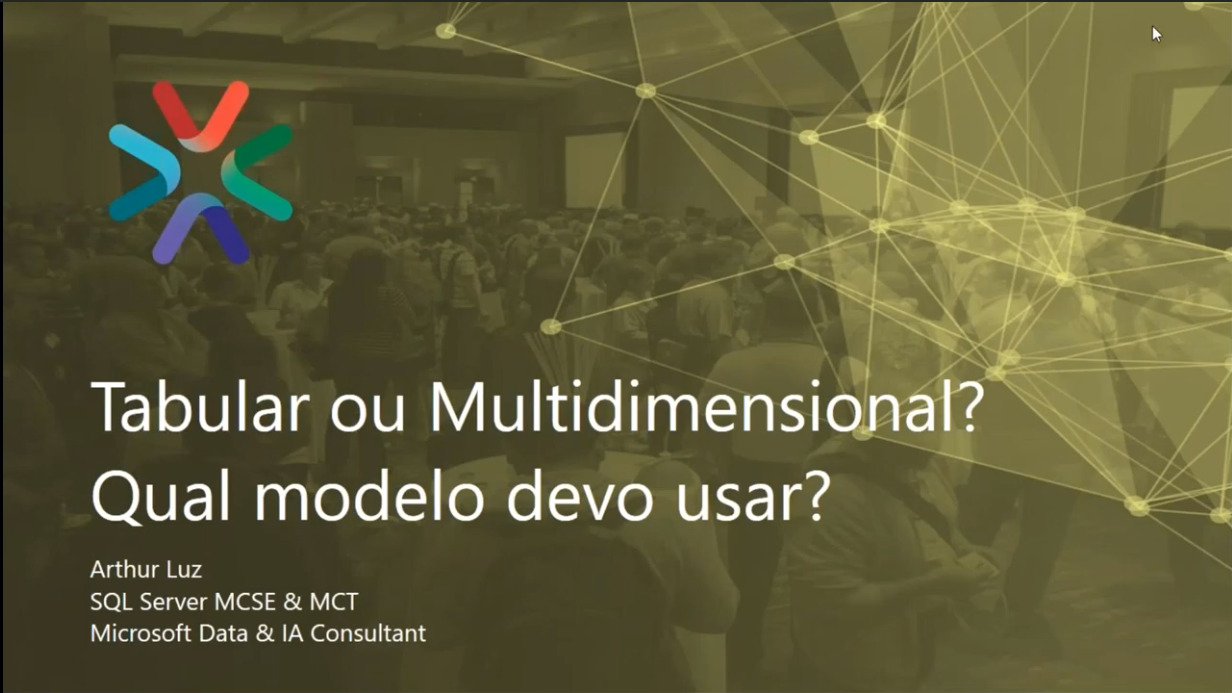 Tabular ou Multidimensional?
Qual modelo devo usar?
Arthur Luz
SQL Server MCSE & MCT
Microsoft Data & IA Consultant